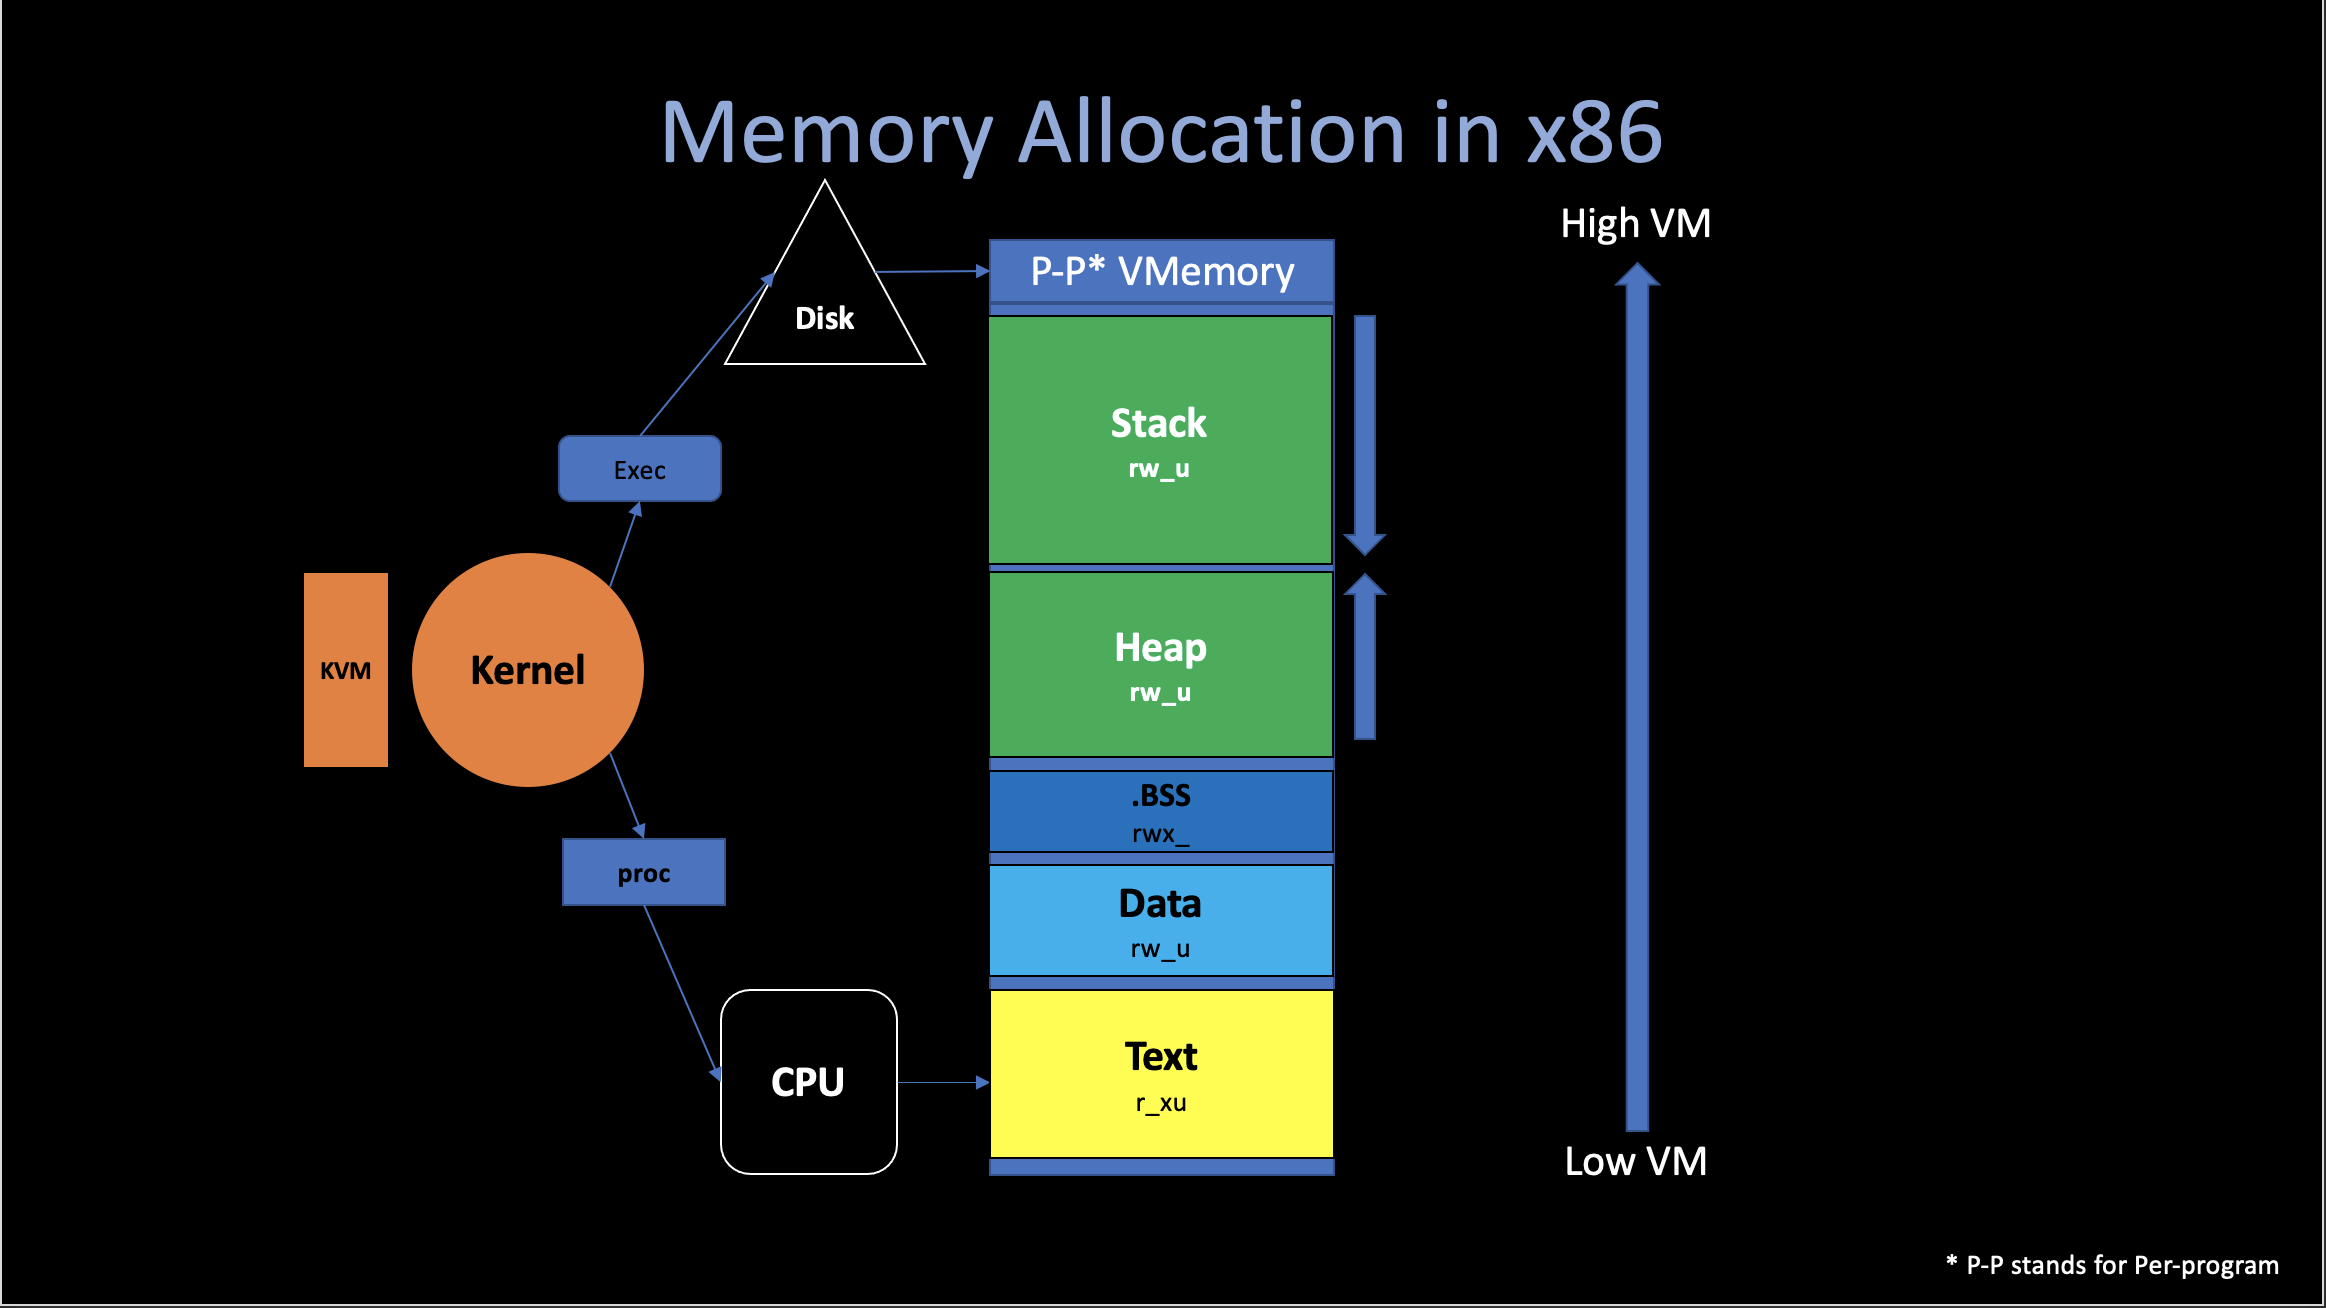 Memory Allocation in x86
High VM
P-P* VMemory
Disk
Stack
rw_u
Exec
Heap
rw_u
KVM
Kernel
.BSS
rwx_
proc
Data
rw_u
Text
r_xu
CPU
Low VM
* P-P stands for Per-program